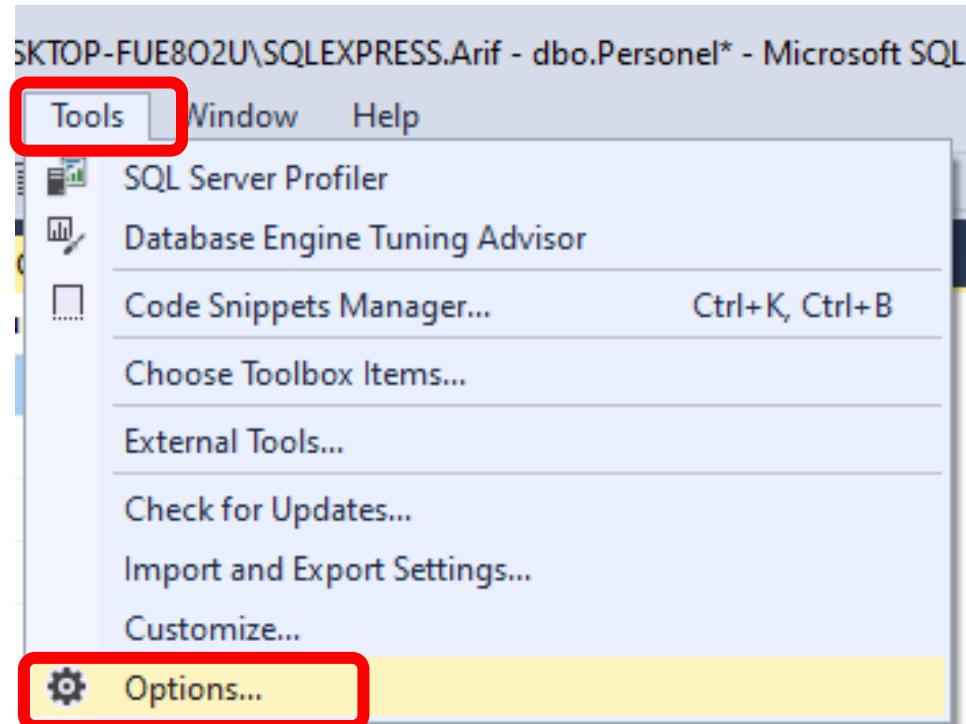 SKTOP-FUE8O2U\SQLEXPRESS.Arif - dbo.Personel* - Microsoft SQL
Tools Window Help
SQL Server Profiler
Database Engine Tuning Advisor
Code Snippets Manager... Ctrl+K, Ctrl+B
Choose Toolbox Items...
External Tools...
Check for Updates...
Import and Export Settings...
Customize...
Options...